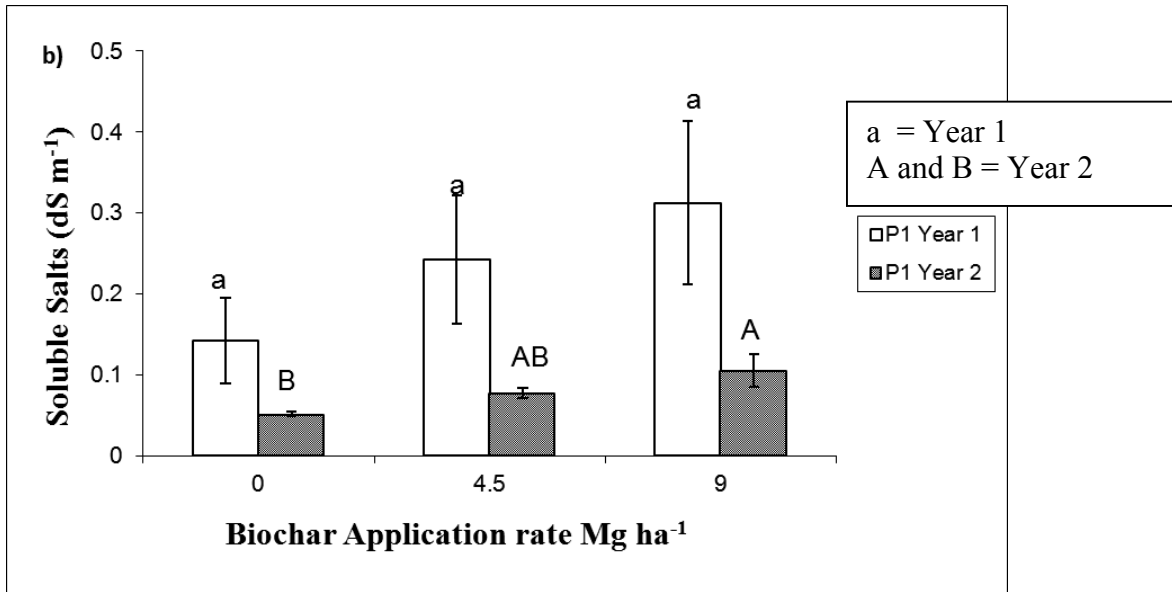 b)
Soluble Salts (dS m⁻¹)
0.5
0.4
0.3
0.2
0.1
0
a
B
a
AB
a
A
0
4.5
9
Biochar Application rate Mg ha⁻¹
a = Year 1
A and B = Year 2
P1 Year 1
P1 Year 2